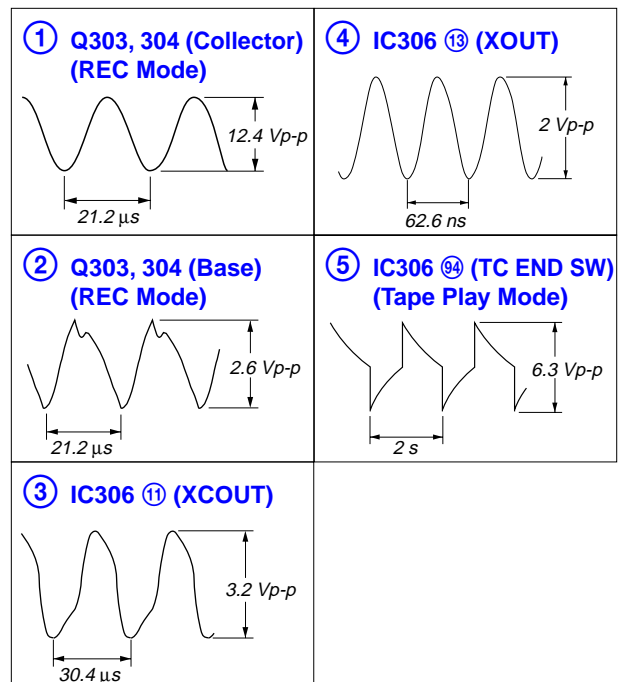 ① Q303, 304 (Collector)
(REC Mode)
12.4 Vp-p
21.2 µs
② Q303, 304 (Base)
(REC Mode)
2.6 Vp-p
21.2 µs
③ IC306 ⑪ (XCOUT)
3.2 Vp-p
30.4 µs
④ IC306 ⑬ (XOUT)
2 Vp-p
62.6 ns
⑤ IC306 94 (TC END SW)
(Tape Play Mode)
6.3 Vp-p
2 s